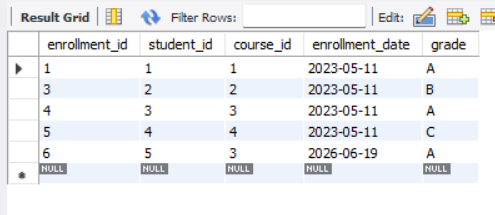 Result Grid Filter Rows: Edit:
enrollment_id student_id course_id enrollment_date grade
1 1 1 2023-05-11 A
3 2 2 2023-05-11 B
4 3 3 2023-05-11 A
5 4 4 2023-05-11 C
6 5 3 2026-06-19 A
NULL NULL NULL NULL NULL